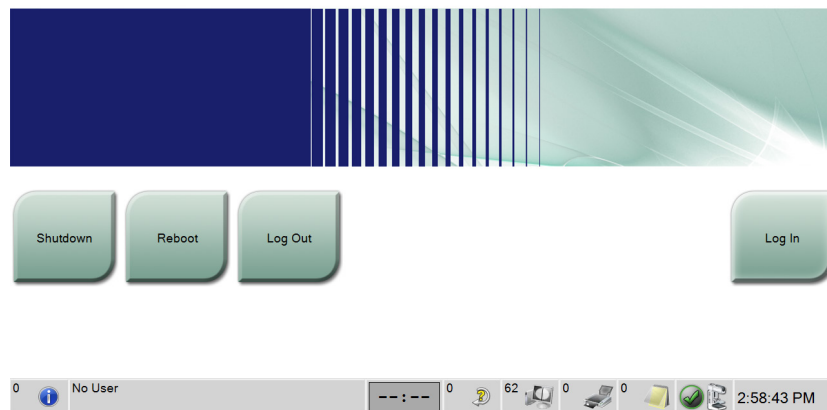 Shutdown
Reboot
Log Out
Log In
0
No User
--:--
0
62
0
0
2:58:43 PM